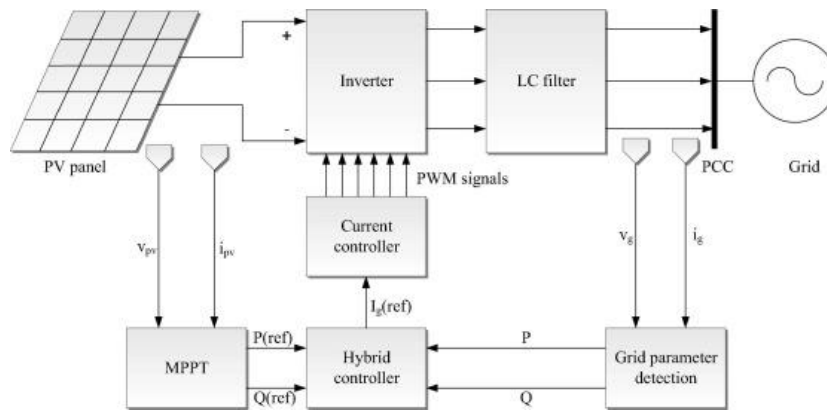 +
-
PV panel
Inverter
LC filter
PCC
Grid
PWM signals
Current
controller
v_pv
i_pv
v_g
i_g
I_g(ref)
P(ref)
Q(ref)
MPPT
Hybrid
controller
P
Q
Grid parameter
detection